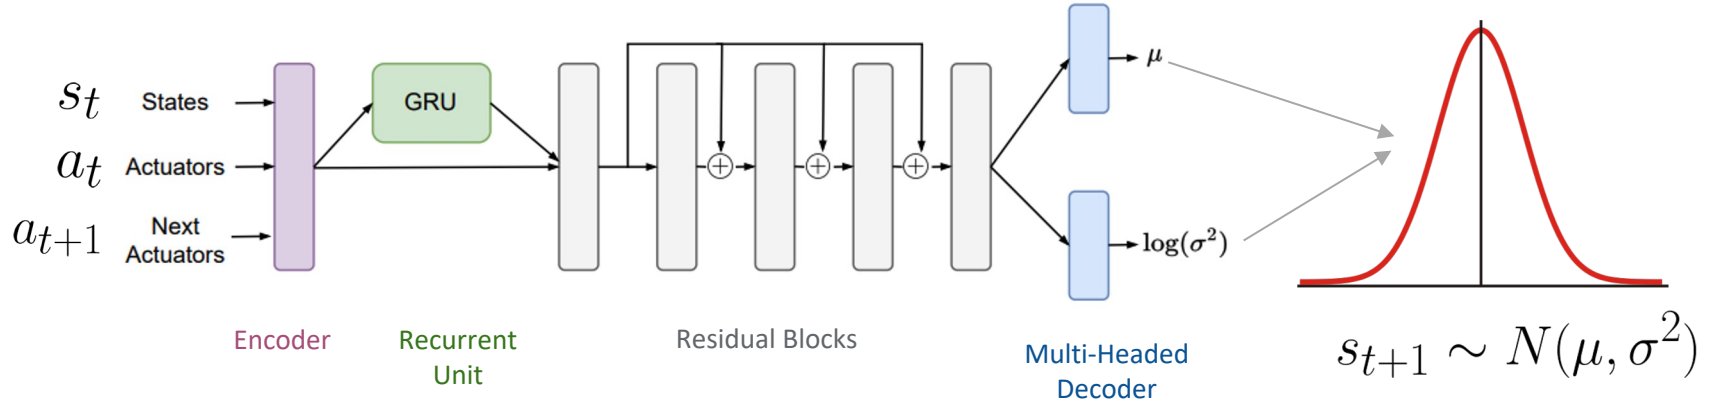 s_t States
a_t Actuators
a_{t+1} Next
Actuators
GRU
+
+
+
μ
log(σ²)
Encoder
Recurrent
Unit
Residual Blocks
Multi-Headed
Decoder
s_{t+1} ∼ N(μ, σ²)